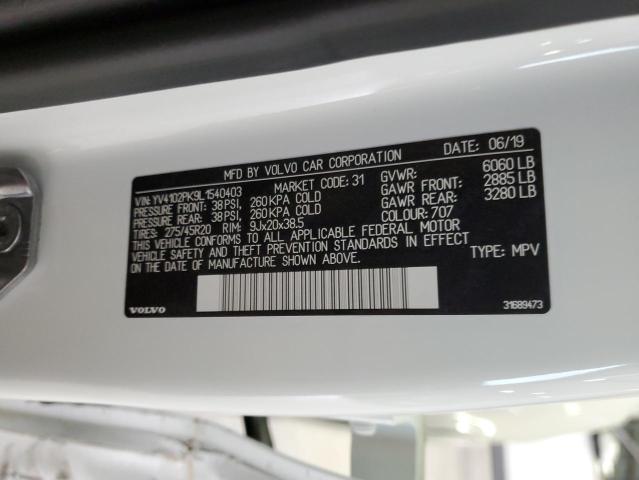 MFD BY VOLVO CAR CORPORATION DATE: 06/19
VIN: YV4102PK9L1540403 MARKET CODE: 31 GVWR: 6060 LB
PRESSURE FRONT: 38PSI, 260KPA COLD GAWR FRONT: 2885 LB
PRESSURE REAR: 38PSI, 260KPA COLD GAWR REAR: 3280 LB
TIRES: 275/45R20 RIM: 9Jx20x38.5 COLOUR: 707
VEHICLE CONFORMS TO ALL APPLICABLE FEDERAL MOTOR
VEHICLE SAFETY AND THEFT PREVENTION STANDARDS IN EFFECT
ON THE DATE OF MANUFACTURE SHOWN ABOVE. TYPE: MPV
VOLVO 31689473